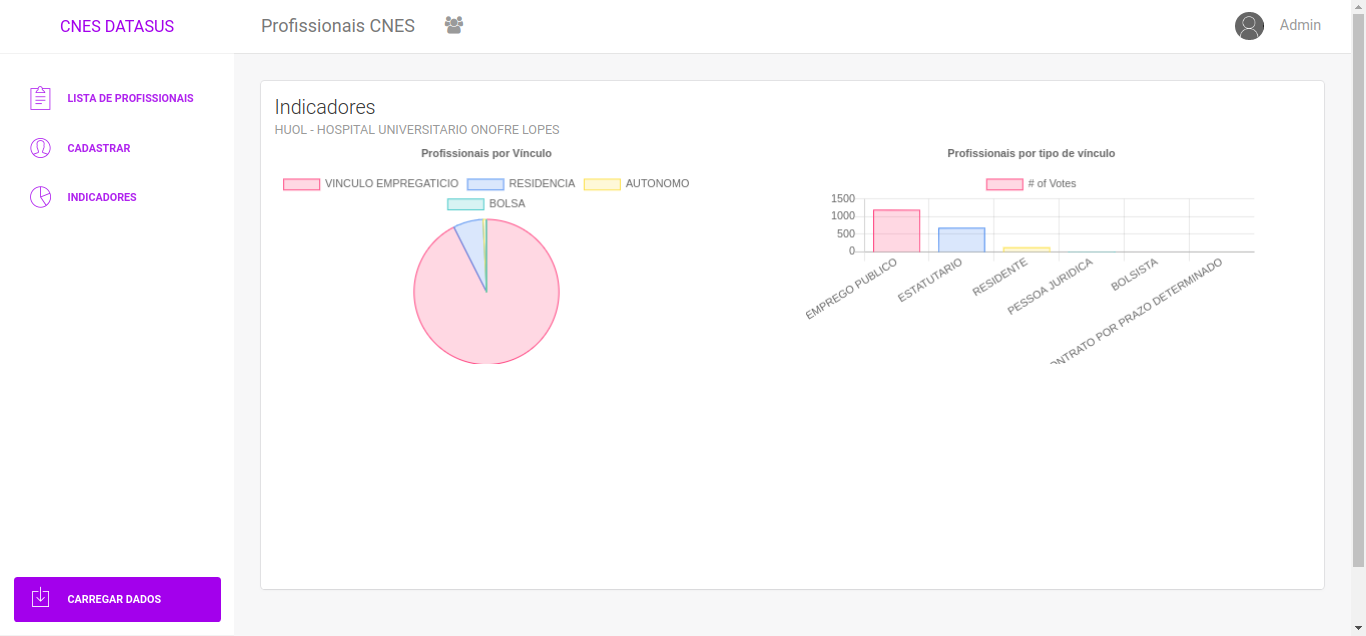 CNES DATASUS
Profissionais CNES
Admin
LISTA DE PROFISSIONAIS
CADASTRAR
INDICADORES
CARREGAR DADOS
Indicadores
HUOL - HOSPITAL UNIVERSITARIO ONOFRE LOPES
Profissionais por Vínculo
VINCULO EMPREGATICIO RESIDENCIA AUTONOMO
BOLSA
Profissionais por tipo de vínculo
# of Votes
1500
1000
500
0
EMPREGO PUBLICO
ESTATUTARIO
RESIDENTE
PESSOA JURIDICA
BOLSISTA
ONTRATO POR PRAZO DETERMINADO